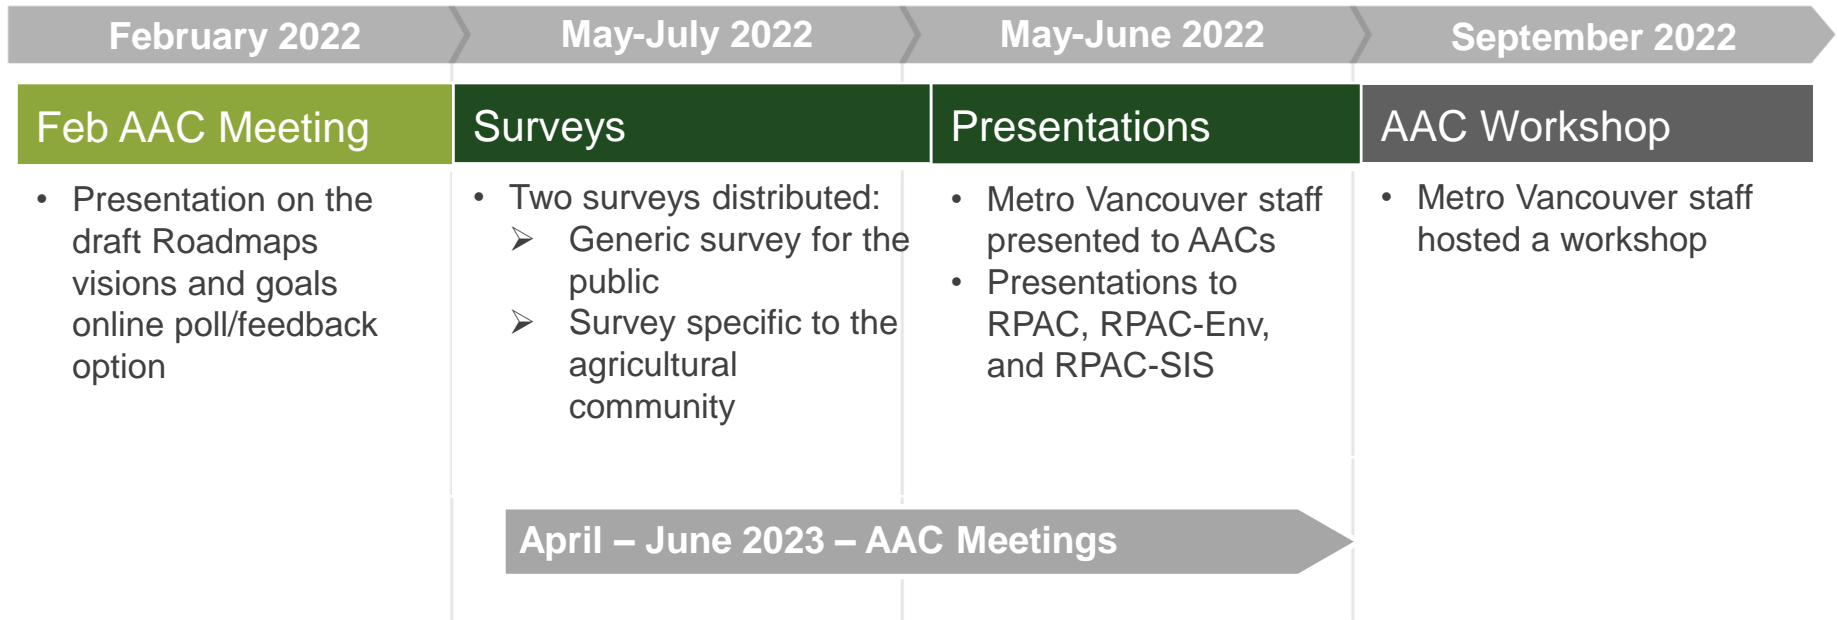 February 2022
May-July 2022
May-June 2022
September 2022
Feb AAC Meeting
• Presentation on the
draft Roadmaps
visions and goals
online poll/feedback
option
Surveys
• Two surveys distributed:
➢ Generic survey for the
public
➢ Survey specific to the
agricultural
community
Presentations
• Metro Vancouver staff
presented to AACs
• Presentations to
RPAC, RPAC-Env,
and RPAC-SIS
AAC Workshop
• Metro Vancouver staff
hosted a workshop
April – June 2023 – AAC Meetings